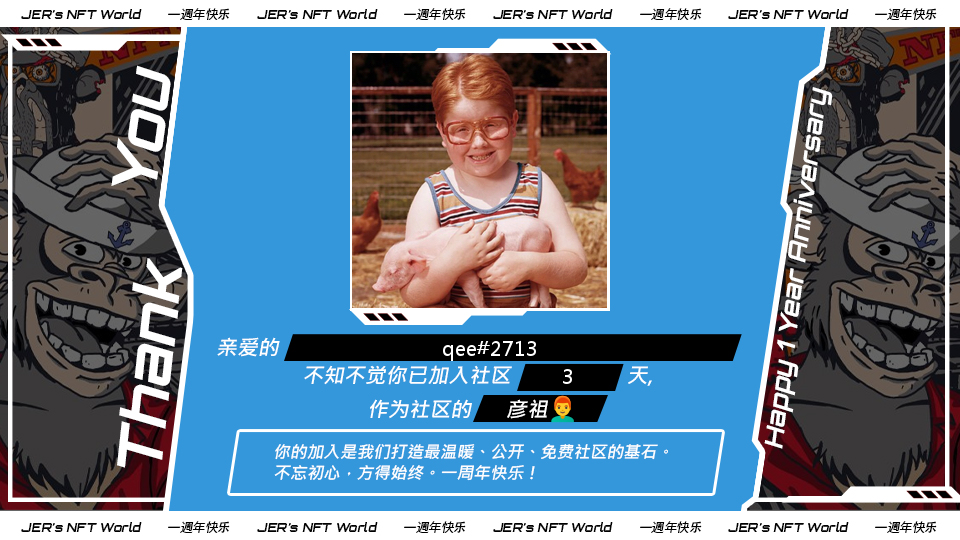 JER's NFT World 一週年快乐 JER's NFT World 一週年快乐 JER's NFT World 一週年快乐 JER's NFT World 一週年快乐
Thank You
亲爱的 qee#2713
不知不觉你已加入社区 3 天,
作为社区的 彦祖👨‍🦰
你的加入是我们打造最温暖、公开、免费社区的基石。
不忘初心，方得始终。一周年快乐！
Happy 1 Year Anniversary
JER's NFT World 一週年快乐 JER's NFT World 一週年快乐 JER's NFT World 一週年快乐 JER's NFT World 一週年快乐